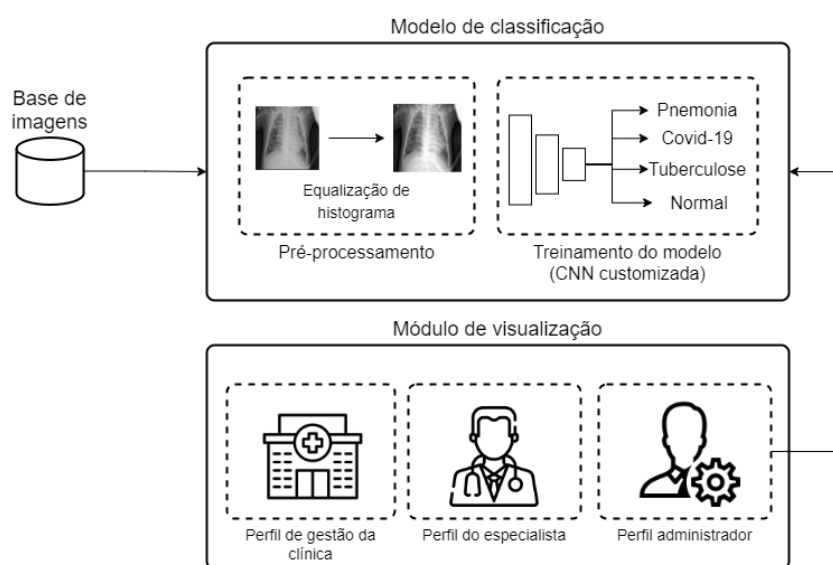 Modelo de classificação
Base de
imagens
Equalização de
histograma
Pré-processamento
Pnemonia
Covid-19
Tuberculose
Normal
Treinamento do modelo
(CNN customizada)
Módulo de visualização
Perfil de gestão da
clínica
Perfil do especialista
Perfil administrador